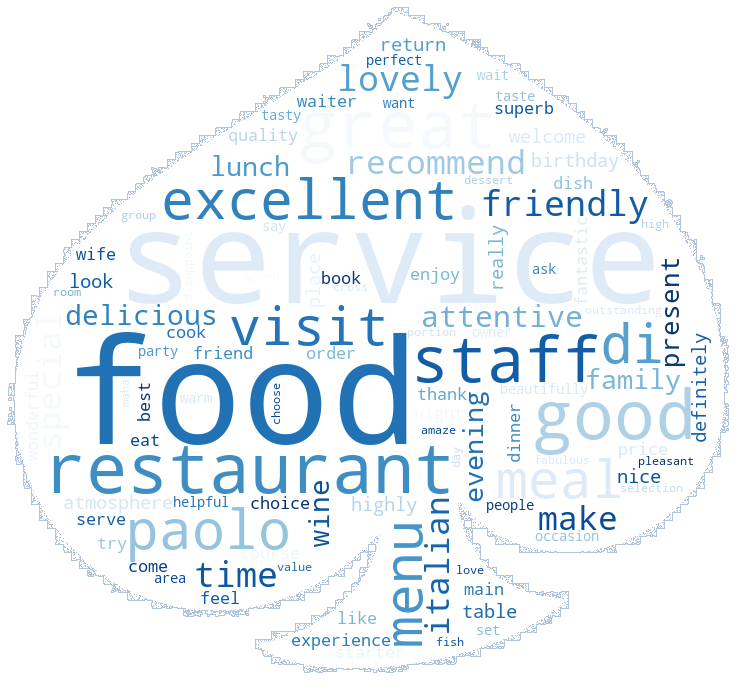 return
perfect
lovely
wait
waiter
want
taste
tasty
superb
great
quality
welcome
lunch
recommend
birthday
dessert
dish
excellent
friendly
group
say
high
service
wife
really
fantastic
place
look
book
enjoy
ask
present
room
cross
outstanding
delicious
visit
attentive
portion
owner
cook
staff
di
party
friend
order
family
definitely
special
wonderful
food
warm
best
choose
thank
beautifully
night
good
eat
amaze
evening
dinner
price
restaurant
day
fabulous
pleasant
meal
nice
selection
atmosphere
helpful
choice
wine
highly
people
serve
paolo
menu
italian
make
try
course
occasion
come
area
time
value
love
feel
main
like
table
experience
fish
set
starter